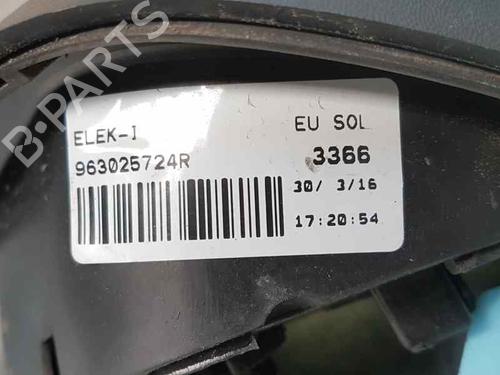 B-PARTS
ELEK-I
EU SOL
963025724R
3366
30/ 3/16
17:20:54